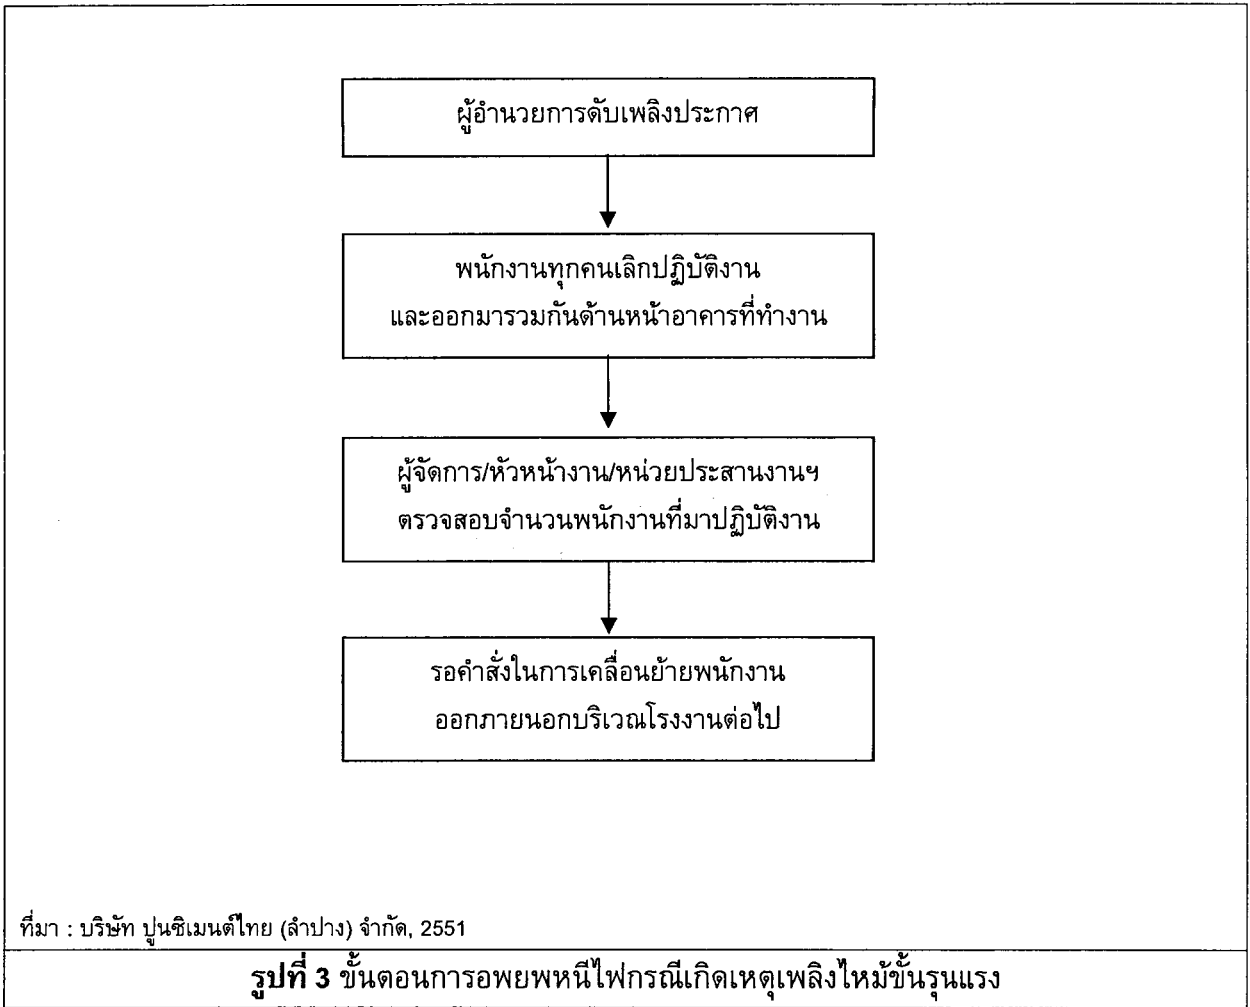 ผู้อำนวยการดับเพลิงประกาศ
พนักงานทุกคนเลิกปฏิบัติงาน
และออกมารวมกันด้านหน้าอาคารที่ทำงาน
ผู้จัดการ/หัวหน้างาน/หน่วยประสานงานฯ
ตรวจสอบจำนวนพนักงานที่มาปฏิบัติงาน
รอคำสั่งในการเคลื่อนย้ายพนักงาน
ออกภายนอกบริเวณโรงงานต่อไป
ที่มา : บริษัท ปูนซิเมนต์ไทย (ลำปาง) จำกัด, 2551
รูปที่ 3 ขั้นตอนการอพยพหนีไฟกรณีเกิดเหตุเพลิงไหม้ขั้นรุนแรง